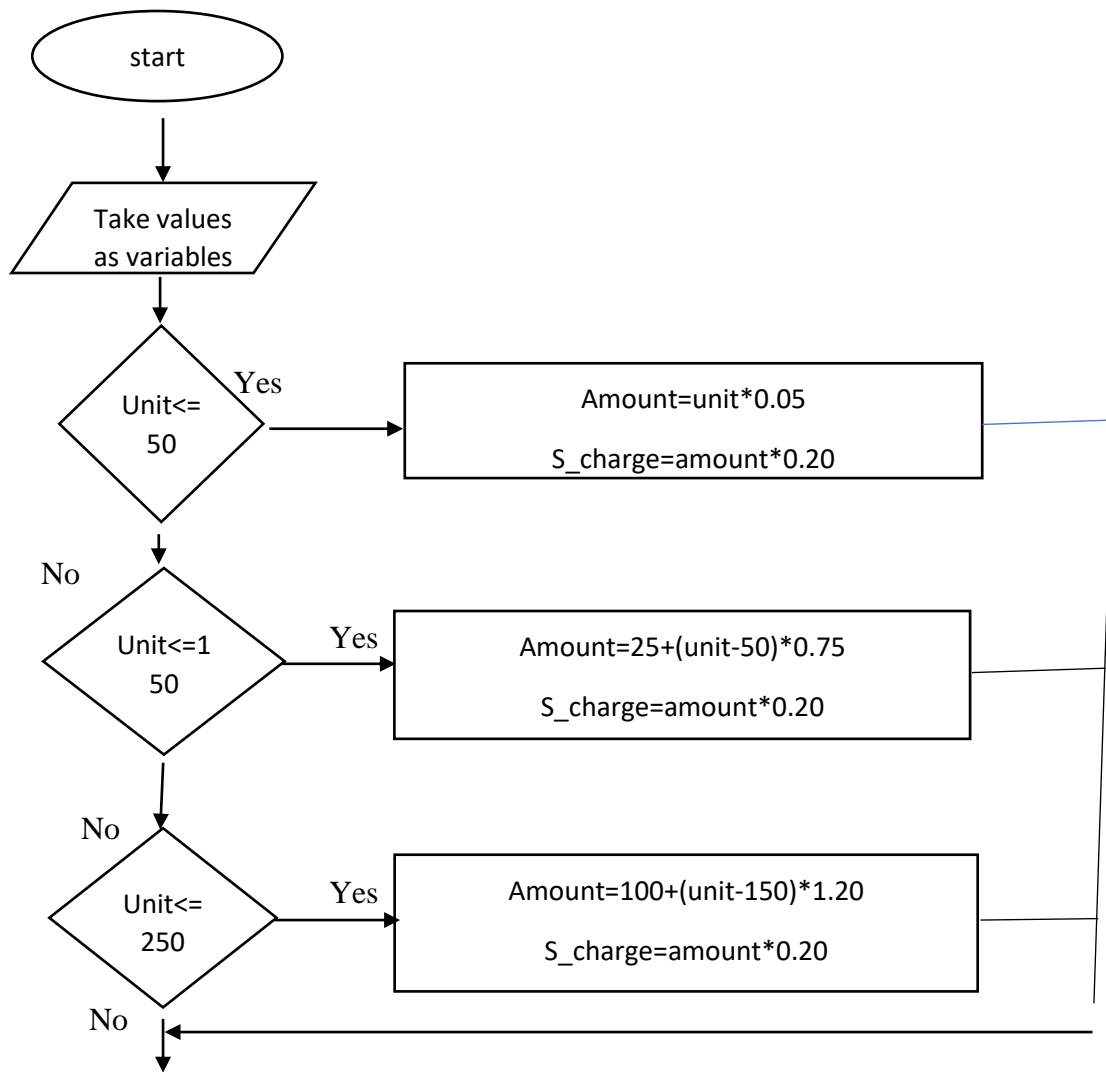 start
Take values
as variables
Unit<=
50
Yes
Amount=unit*0.05
S_charge=amount*0.20
No
Unit<=1
50
Yes
Amount=25+(unit-50)*0.75
S_charge=amount*0.20
No
Unit<=
250
Yes
Amount=100+(unit-150)*1.20
S_charge=amount*0.20
No